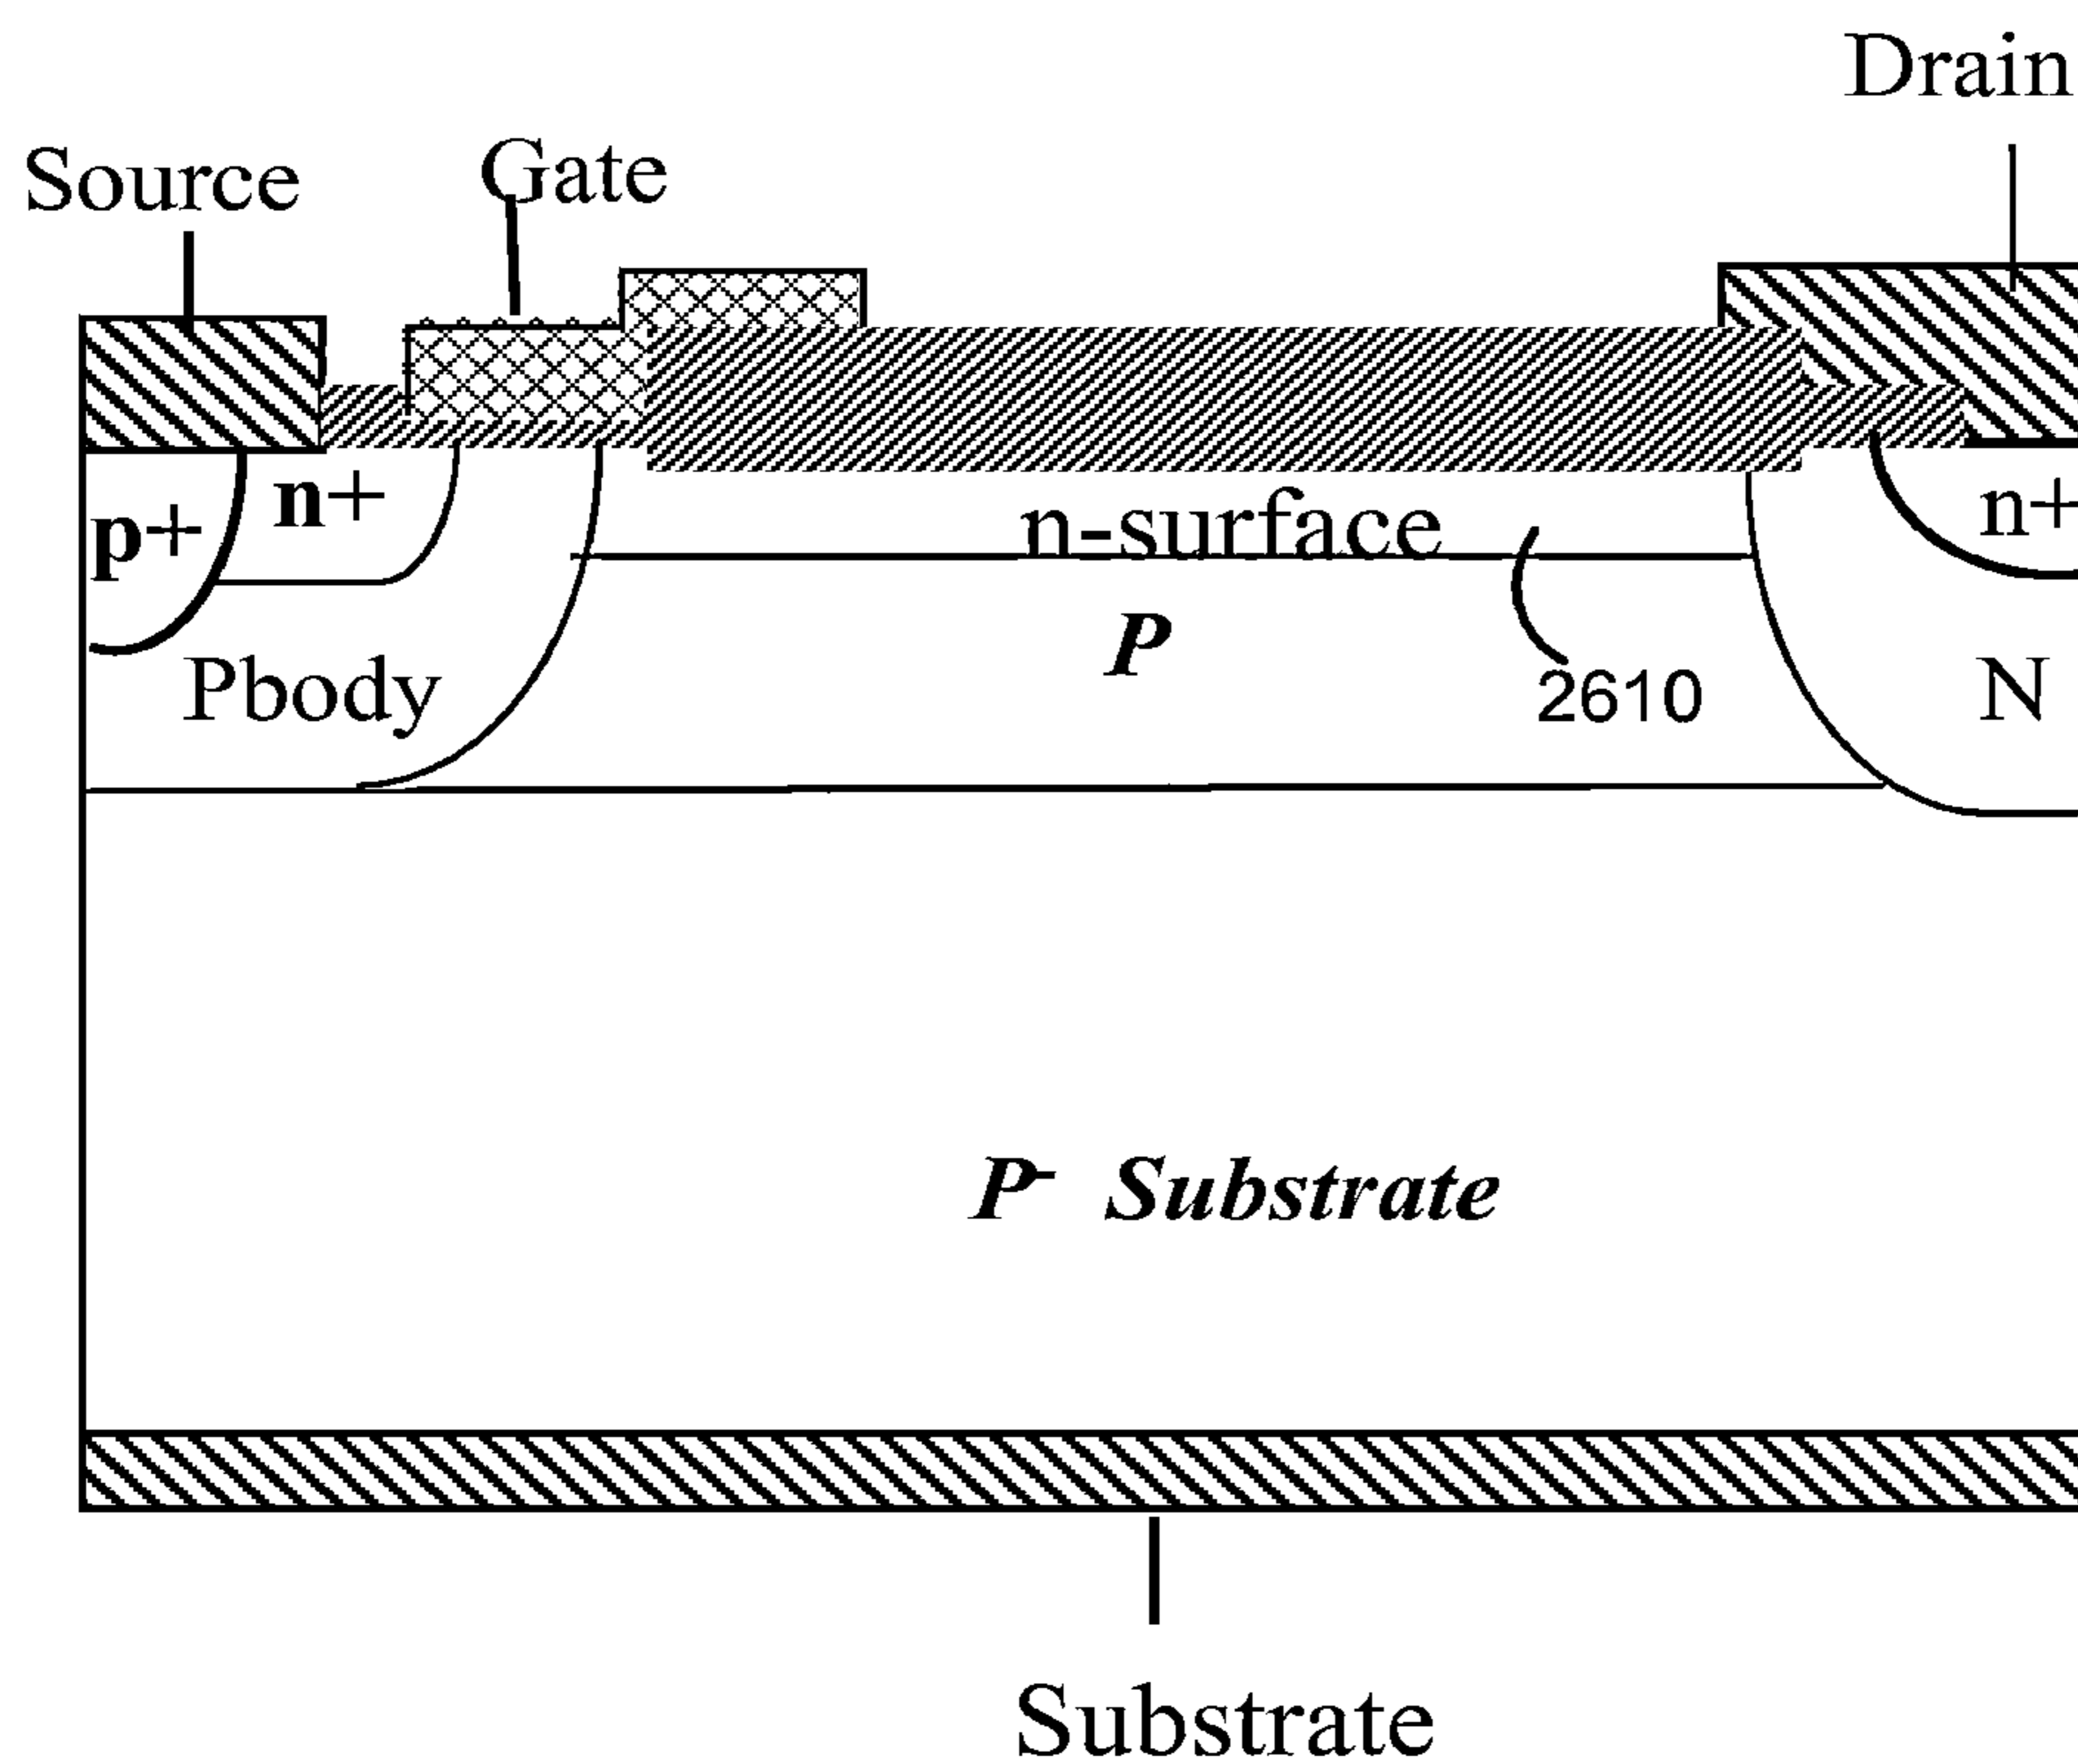 Drain
Source
Gate
n+
p+
n-surface
n+
P
Pbody
2610
N
P- Substrate
Substrate